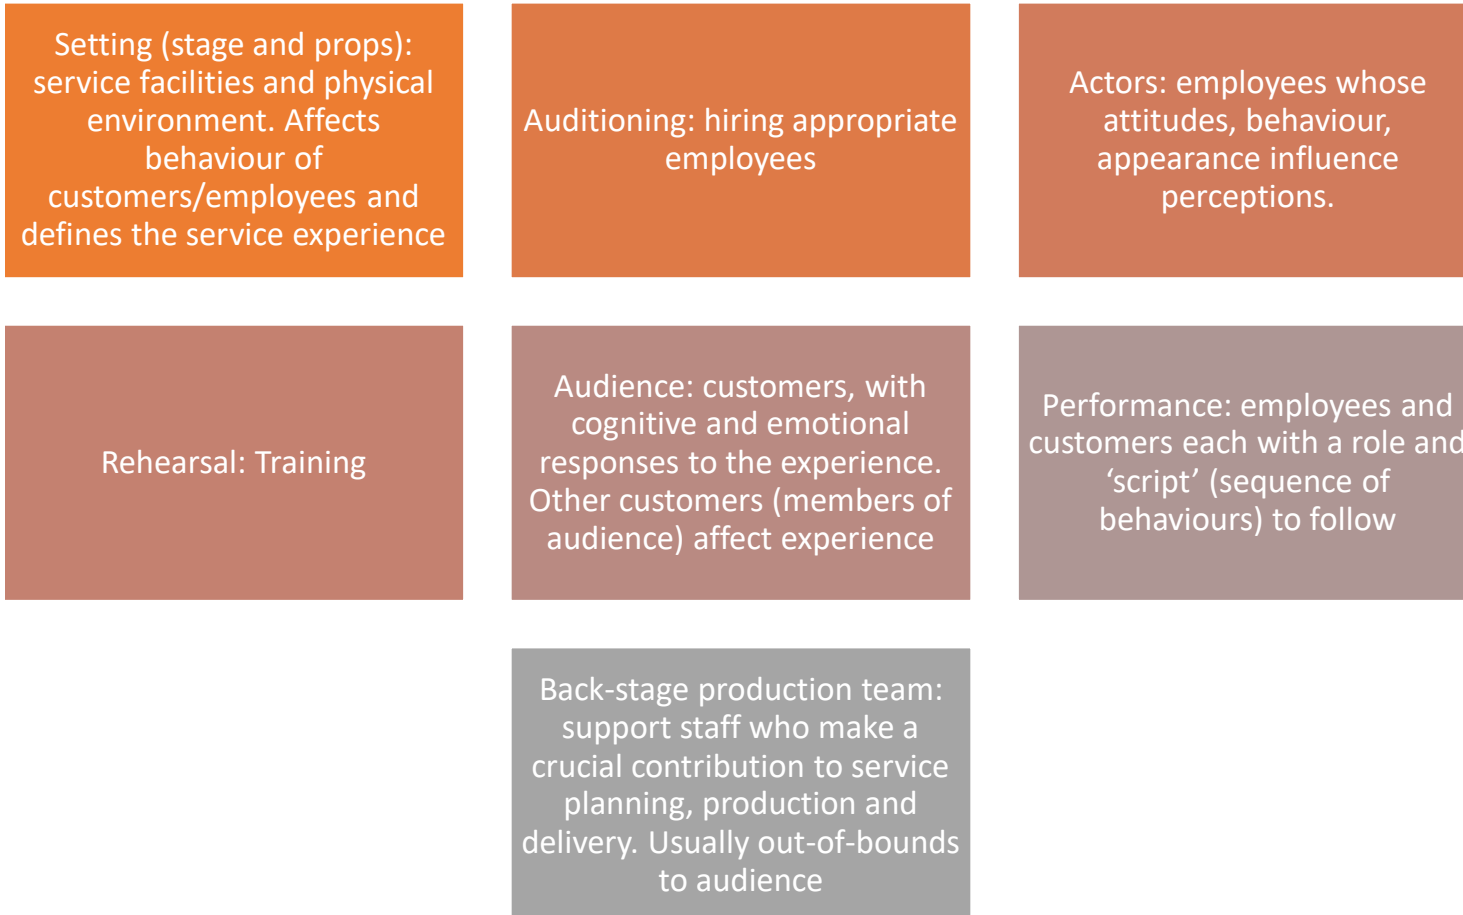 Setting (stage and props):
service facilities and physical
environment. Affects
behaviour of
customers/employees and
defines the service experience
Auditioning: hiring appropriate
employees
Actors: employees whose
attitudes, behaviour,
appearance influence
perceptions.
Rehearsal: Training
Audience: customers, with
cognitive and emotional
responses to the experience.
Other customers (members of
audience) affect experience
Performance: employees and
customers each with a role and
‘script’ (sequence of
behaviours) to follow
Back-stage production team:
support staff who make a
crucial contribution to service
planning, production and
delivery. Usually out-of-bounds
to audience